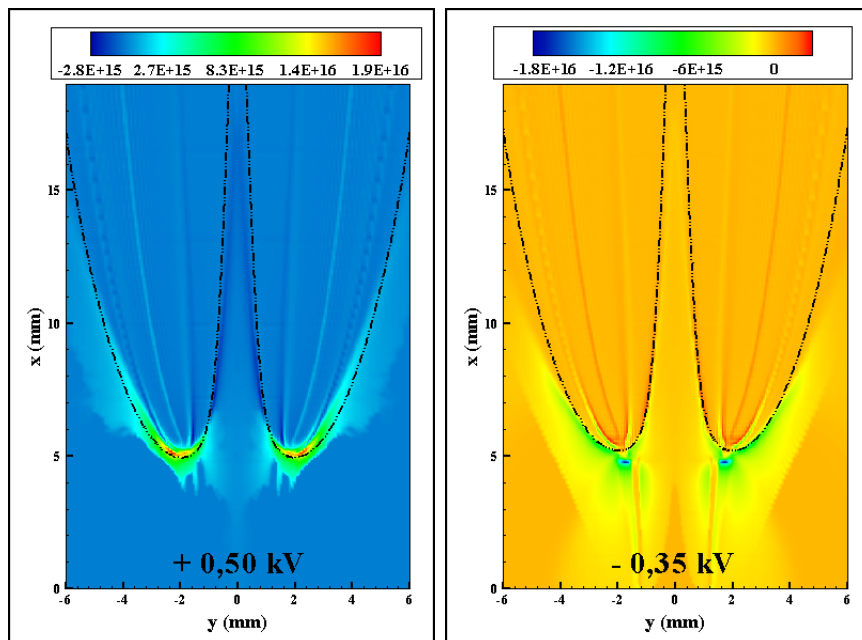 -2.8E+15 2.7E+15 8.3E+15 1.4E+16 1.9E+16
15
10
5
0
x (mm)
+ 0,50 kV
-6 -4 -2 0 2 4 6
y (mm)
-1.8E+16 -1.2E+16 -6E+15 0
15
10
5
0
x (mm)
- 0,35 kV
-6 -4 -2 0 2 4 6
y (mm)